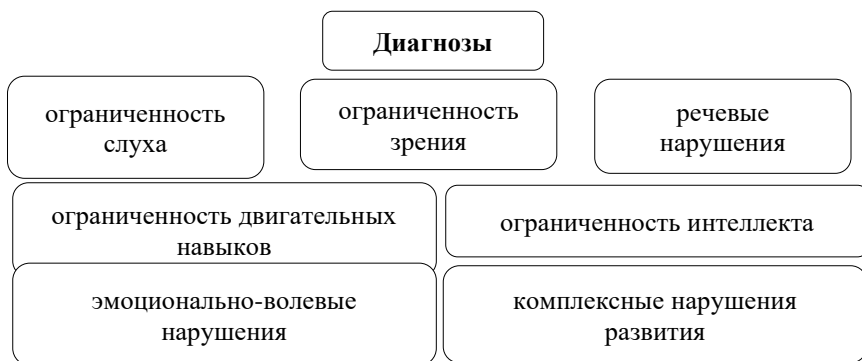 Диагнозы
ограниченность
слуха
ограниченность
зрения
речевые
нарушения
ограниченность двигательных
навыков
ограниченность интеллекта
эмоционально-волевые
нарушения
комплексные нарушения
развития